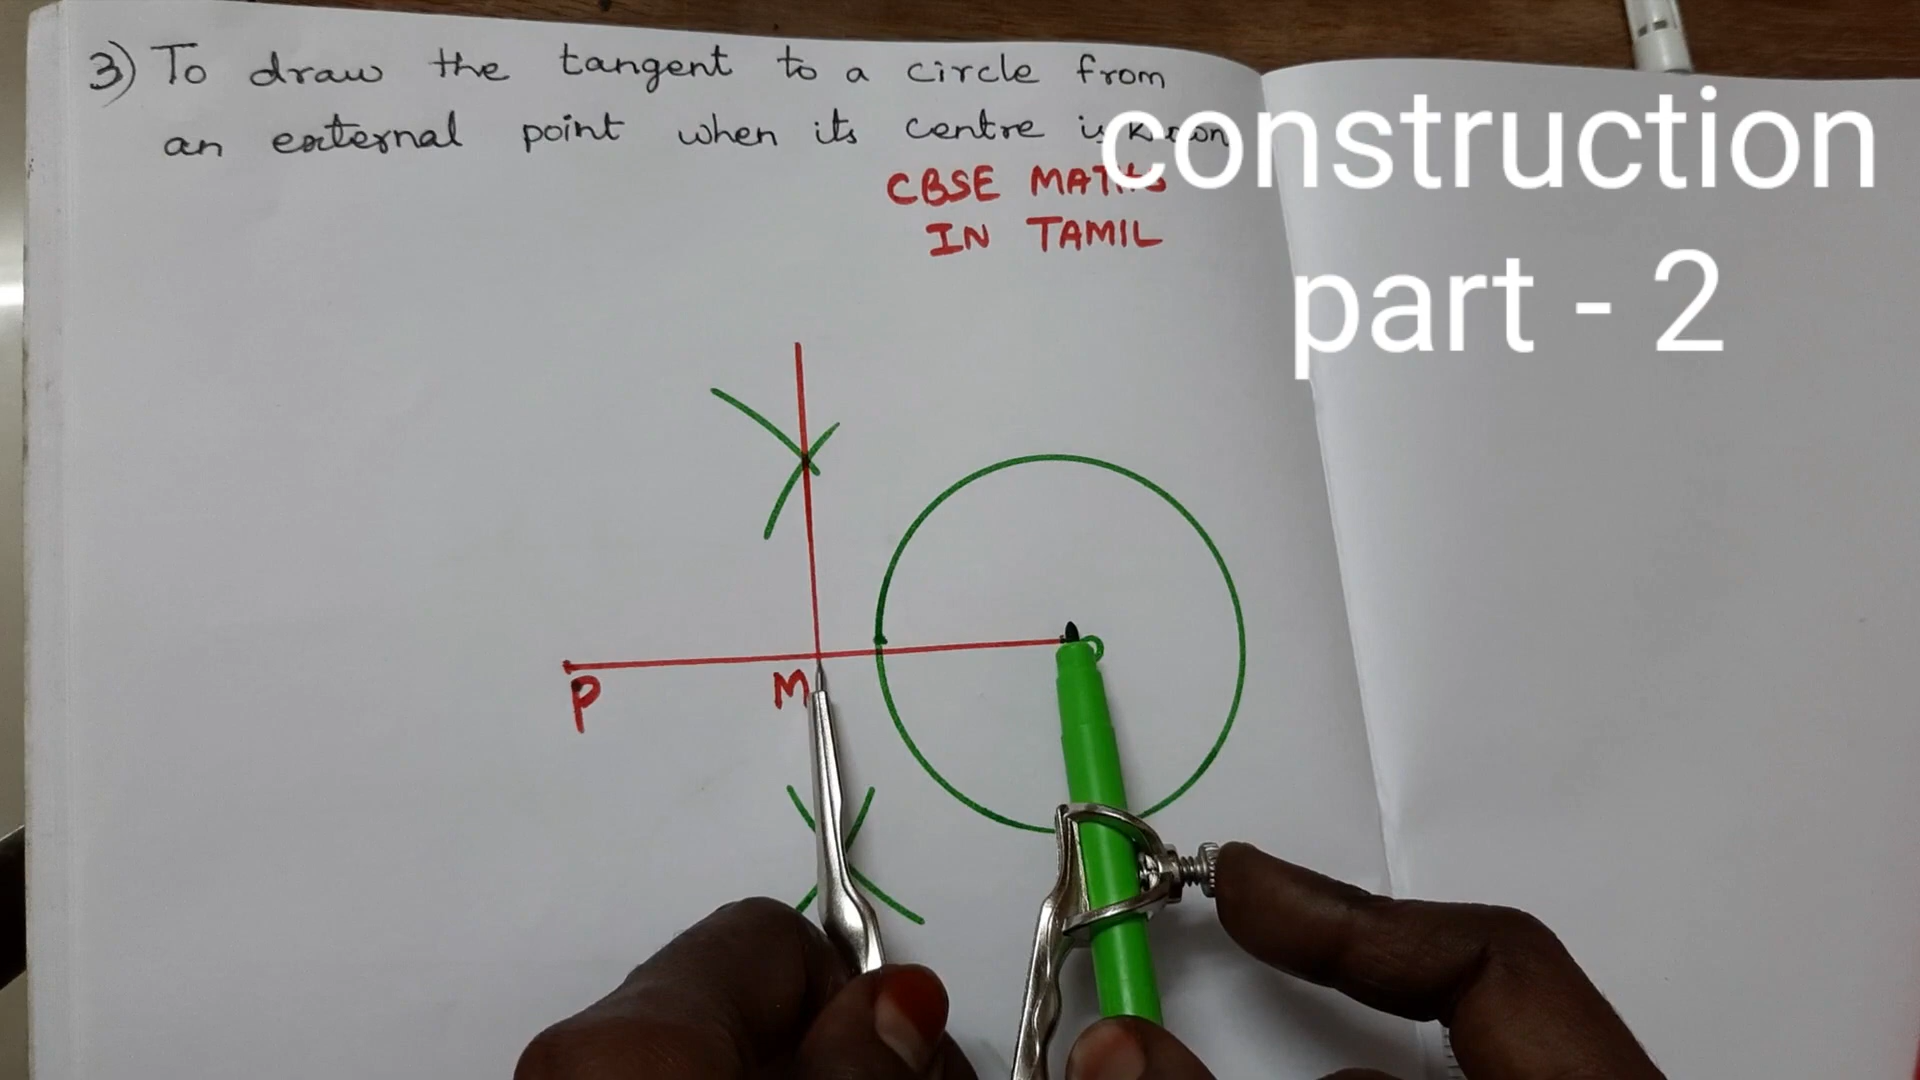 3) To draw the tangent to a circle from
an external point when its centre is known
CBSE MATHS
IN TAMIL
construction
part - 2
P
M
O